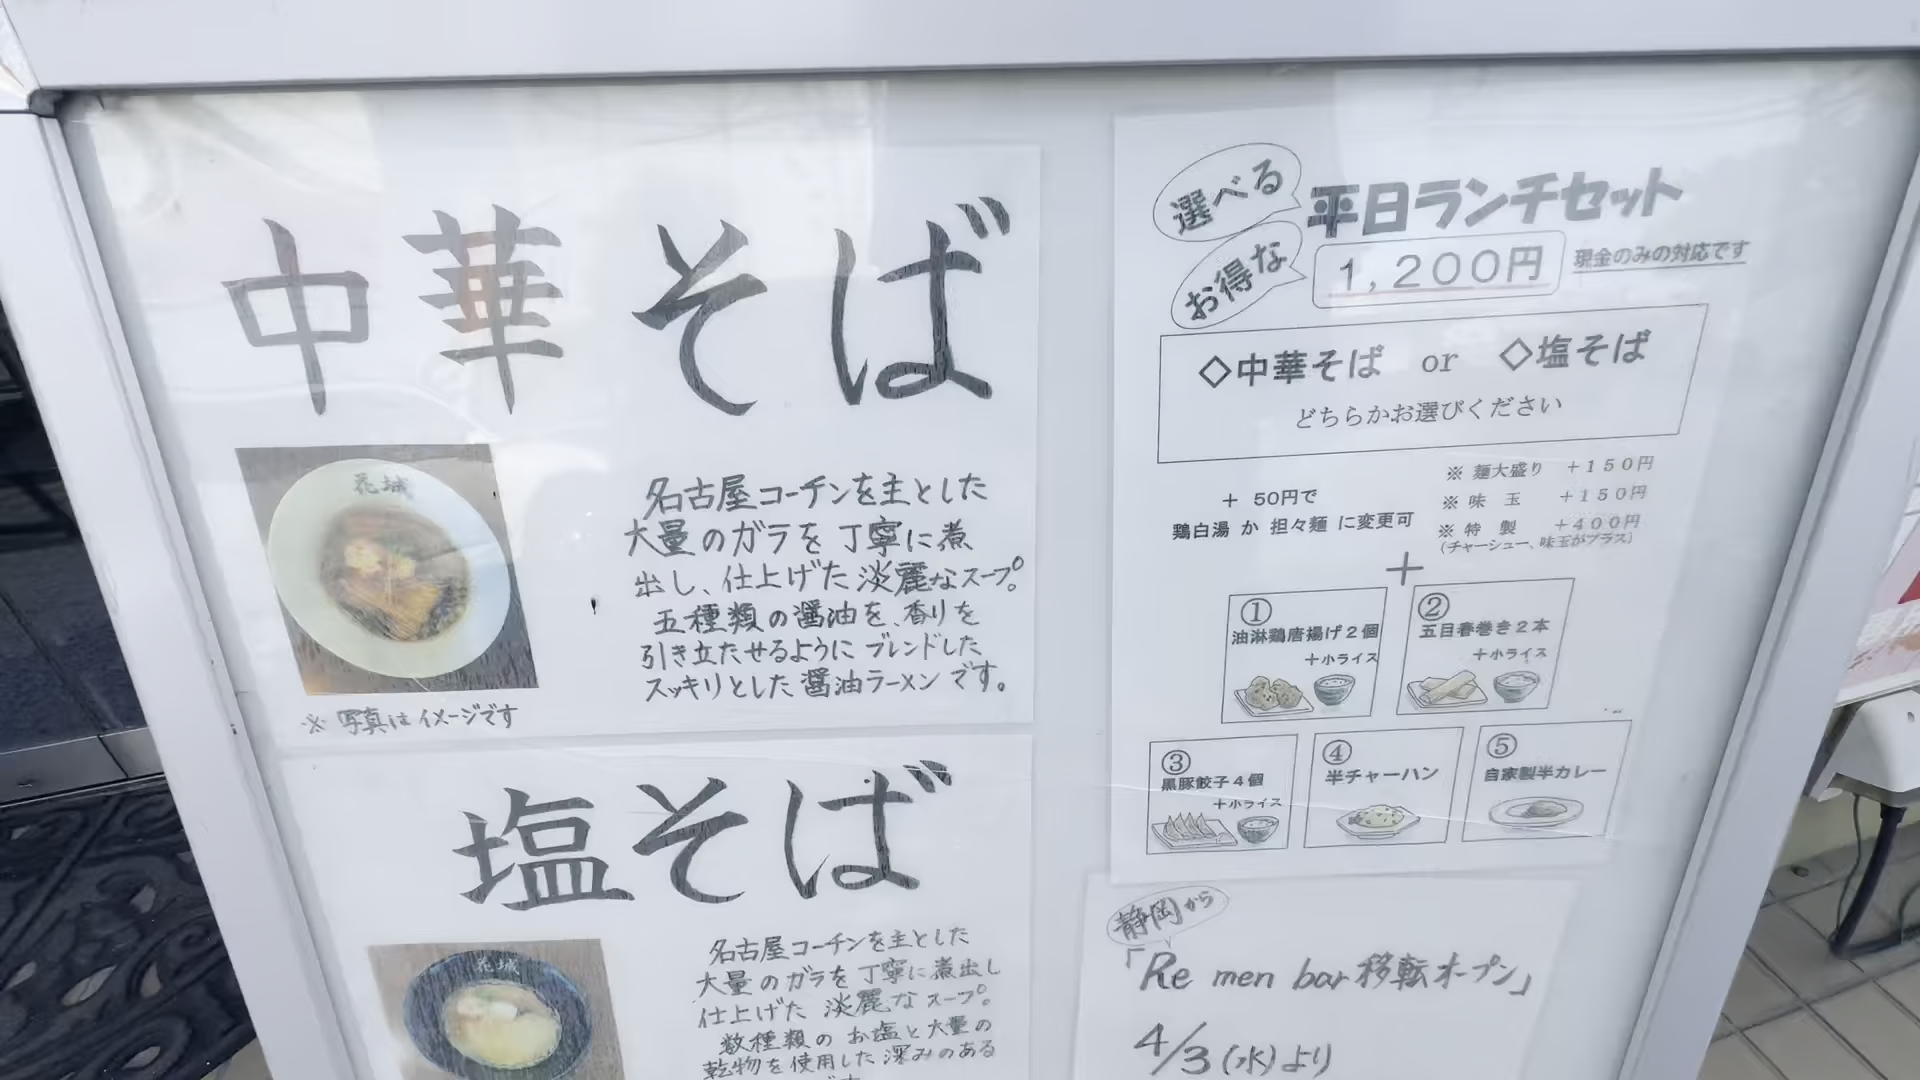 中華そば
花城
名古屋コーチンを主とした
大量のガラを丁寧に煮
出し、仕上げた淡麗なスープ。
五種類の醤油を、香りを
引き立たせるようにブレンドした
スッキリとした醤油ラーメンです。
※写真はイメージです
塩そば
花城
名古屋コーチンを主とした
大量のガラを丁寧に煮出し
仕上げた淡麗なスープ。
数種類のお塩と大量の
乾物を使用した深みのある
選べる
お得な
平日ランチセット
1,200円 現金のみの対応です
◇中華そば or ◇塩そば
どちらかお選びください
+ 50円で
鶏白湯 か 担々麺 に変更可
※ 麺大盛り +150円
※ 味 玉 +150円
※ 特 製 +400円
(チャーシュー、味玉がプラス)
+
①
油淋鶏唐揚げ2個
+小ライス
②
五目春巻き2本
+小ライス
③
黒豚餃子4個
+小ライス
④
半チャーハン
⑤
自家製半カレー
静岡から
「Re men bar 移転オープン」
4/3(水)より